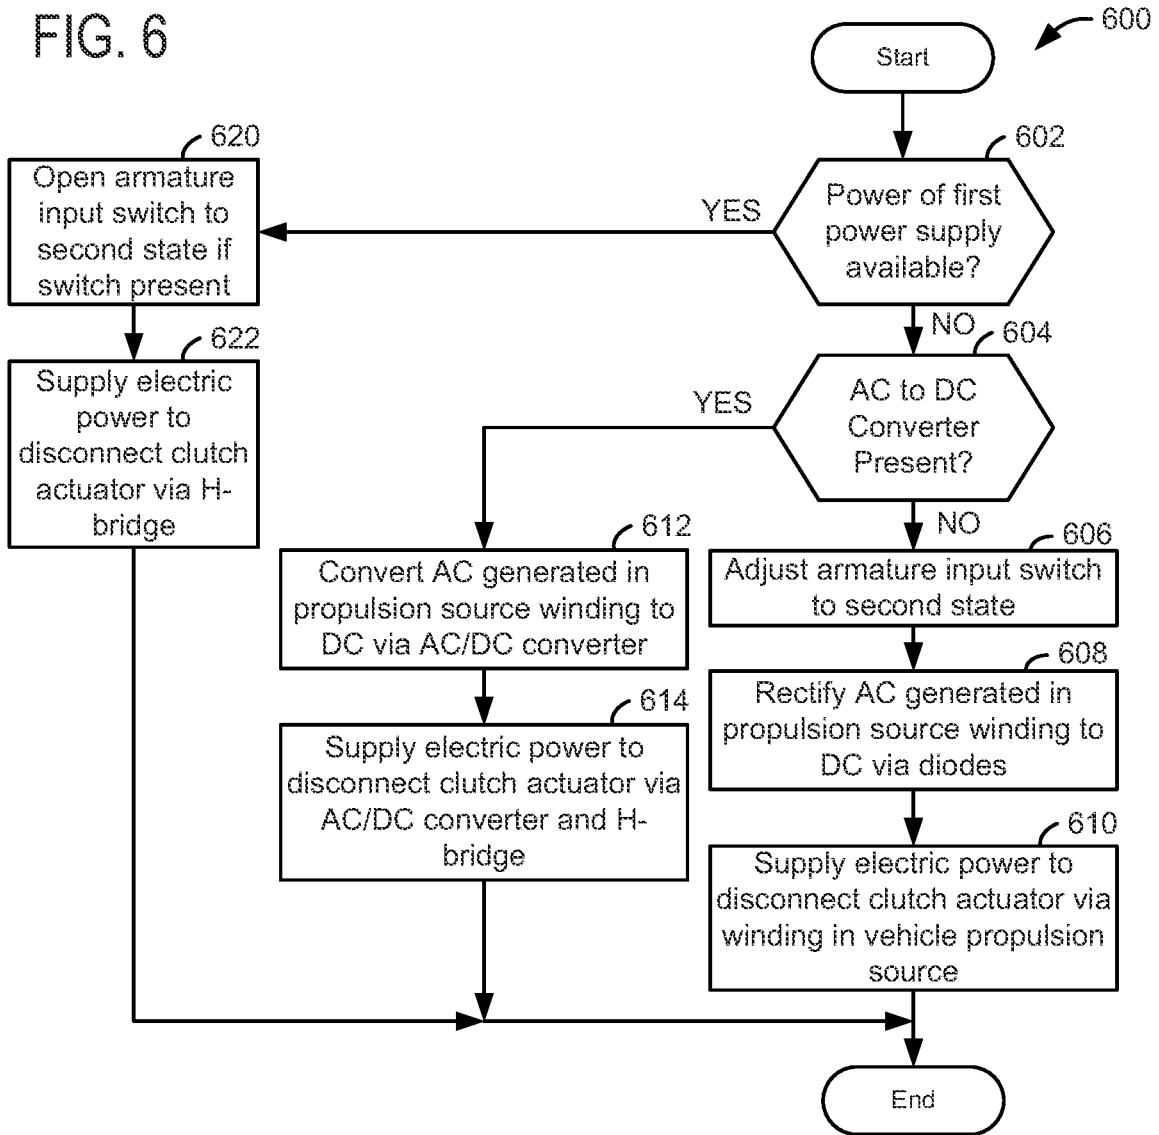 FIG. 6
600
Start
602
Power of first
power supply
available?
YES
NO
620
Open armature
input switch to
second state if
switch present
622
Supply electric
power to
disconnect clutch
actuator via H-
bridge
604
AC to DC
Converter
Present?
YES
NO
612
Convert AC generated in
propulsion source winding to
DC via AC/DC converter
614
Supply electric power to
disconnect clutch actuator via
AC/DC converter and H-
bridge
606
Adjust armature input switch
to second state
608
Rectify AC generated in
propulsion source winding to
DC via diodes
610
Supply electric power to
disconnect clutch actuator via
winding in vehicle propulsion
source
End